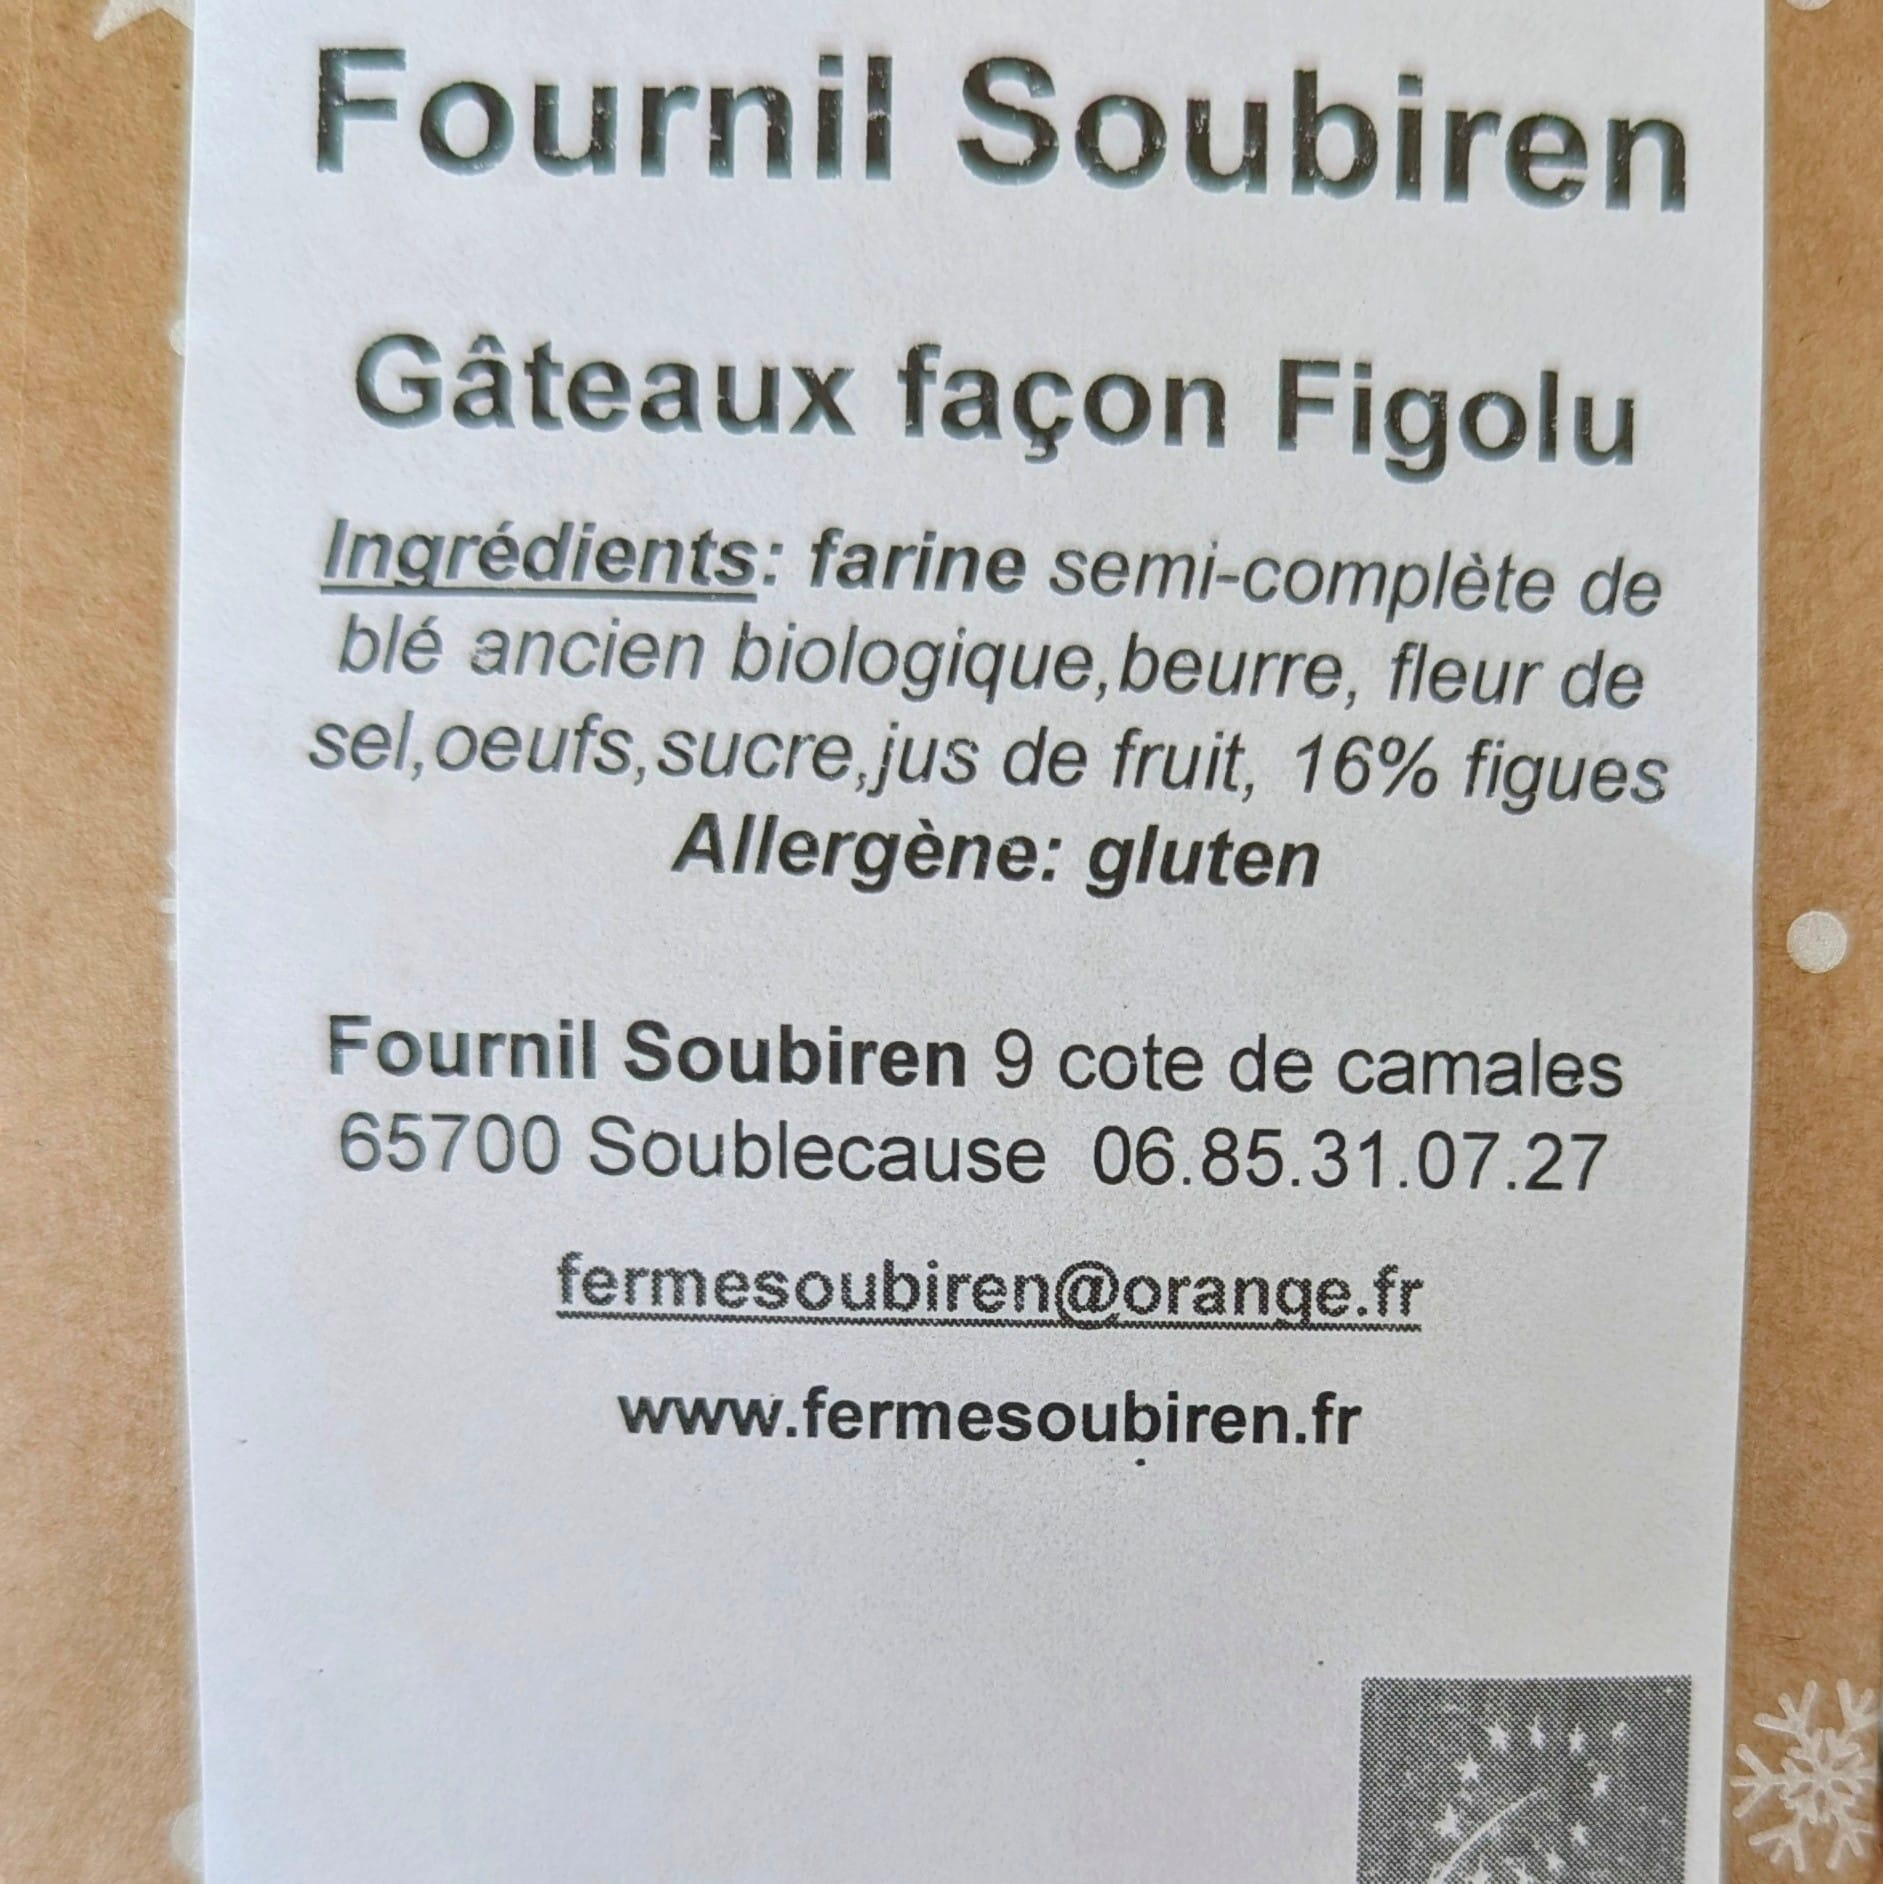 Fournil Soubiren
Gâteaux façon Figolu
Ingrédients: farine semi-complète de
blé ancien biologique,beurre, fleur de
sel,oeufs,sucre,jus de fruit, 16% figues
Allergène: gluten
Fournil Soubiren 9 cote de camales
65700 Soublecause 06.85.31.07.27
fermesoubiren@orange.fr
www.fermesoubiren.fr